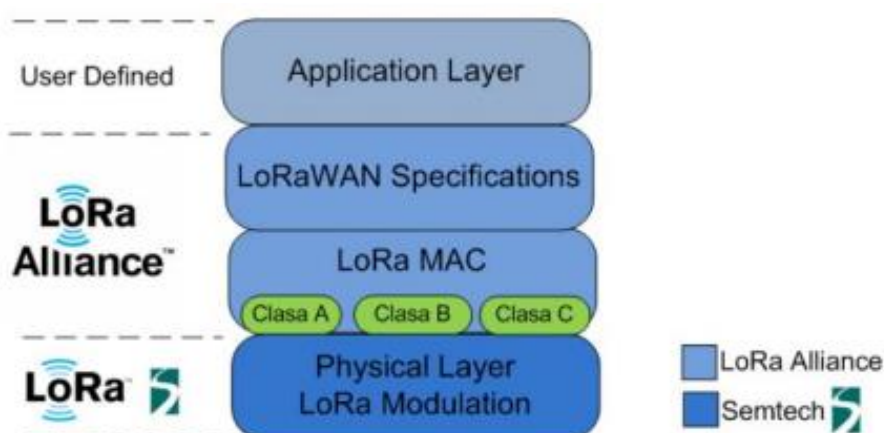 User Defined
Application Layer
LoRaWAN Specifications
LoRa
Alliance™
LoRa MAC
Clasa A
Clasa B
Clasa C
LoRa™
Physical Layer
LoRa Modulation
LoRa Alliance
Semtech